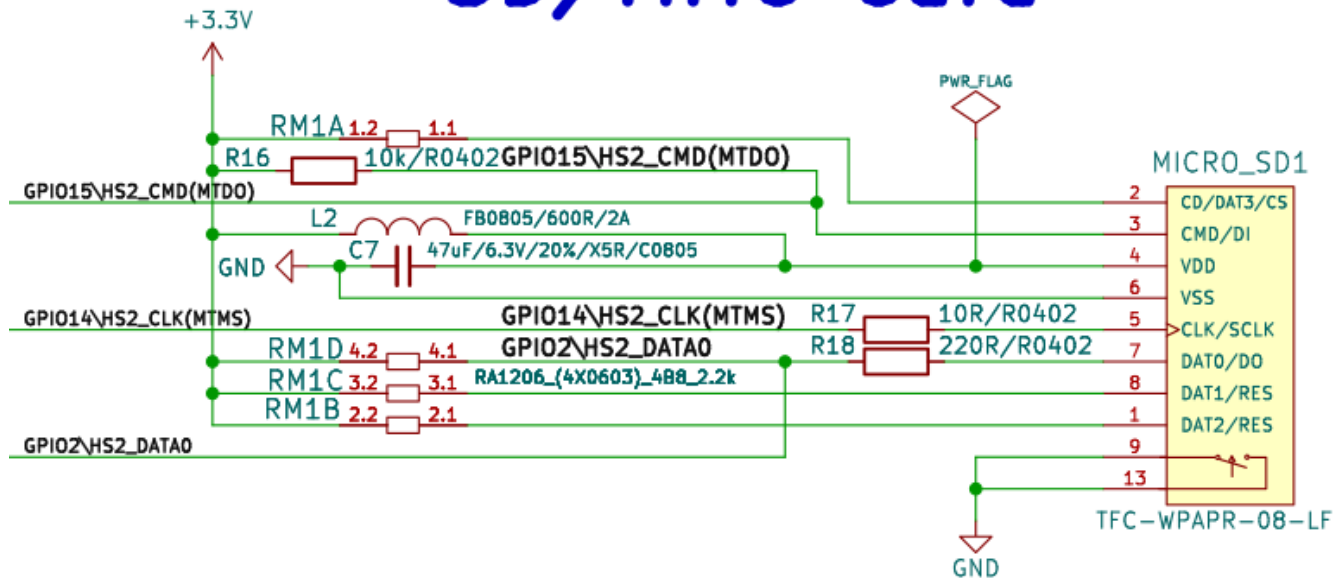 +3.3V
PWR_FLAG
RM1A 1.2 1.1
R16 10k/R0402 GPIO15\HS2_CMD(MTDO)
MICRO_SD1
GPIO15\HS2_CMD(MTDO)
2 CD/DAT3/CS
L2 FB0805/600R/2A
3 CMD/DI
C7 47uF/6.3V/20%/X5R/C0805
GND
4 VDD
6 VSS
GPIO14\HS2_CLK(MTMS)
GPIO14\HS2_CLK(MTMS) R17 10R/R0402
5 CLK/SCLK
RM1D 4.2 4.1 GPIO2\HS2_DATA0 R18 220R/R0402
7 DAT0/DO
RM1C 3.2 3.1 RA1206_(4X0603)_4B8_2.2k
8 DAT1/RES
RM1B 2.2 2.1
1 DAT2/RES
GPIO2\HS2_DATA0
9
13
TFC-WPAPR-08-LF
GND